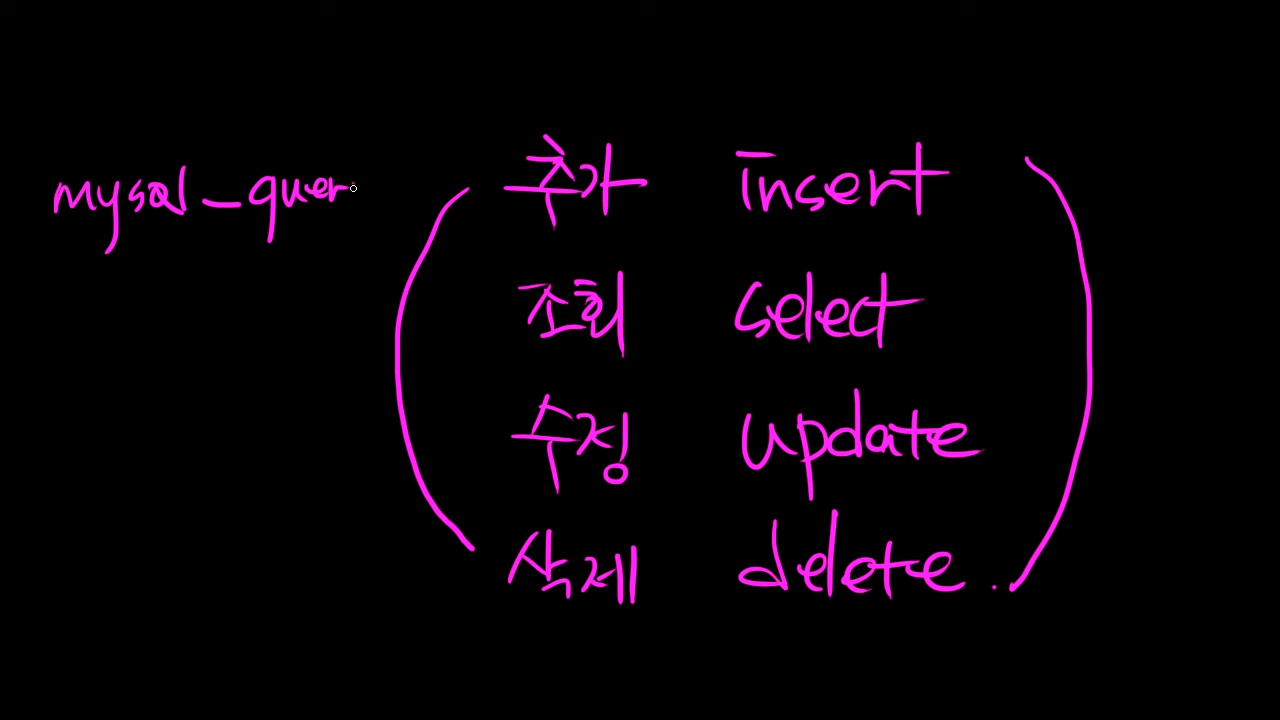 mysql_quer
( 추가 insert
조회 select
수정 update
삭제 delete. )